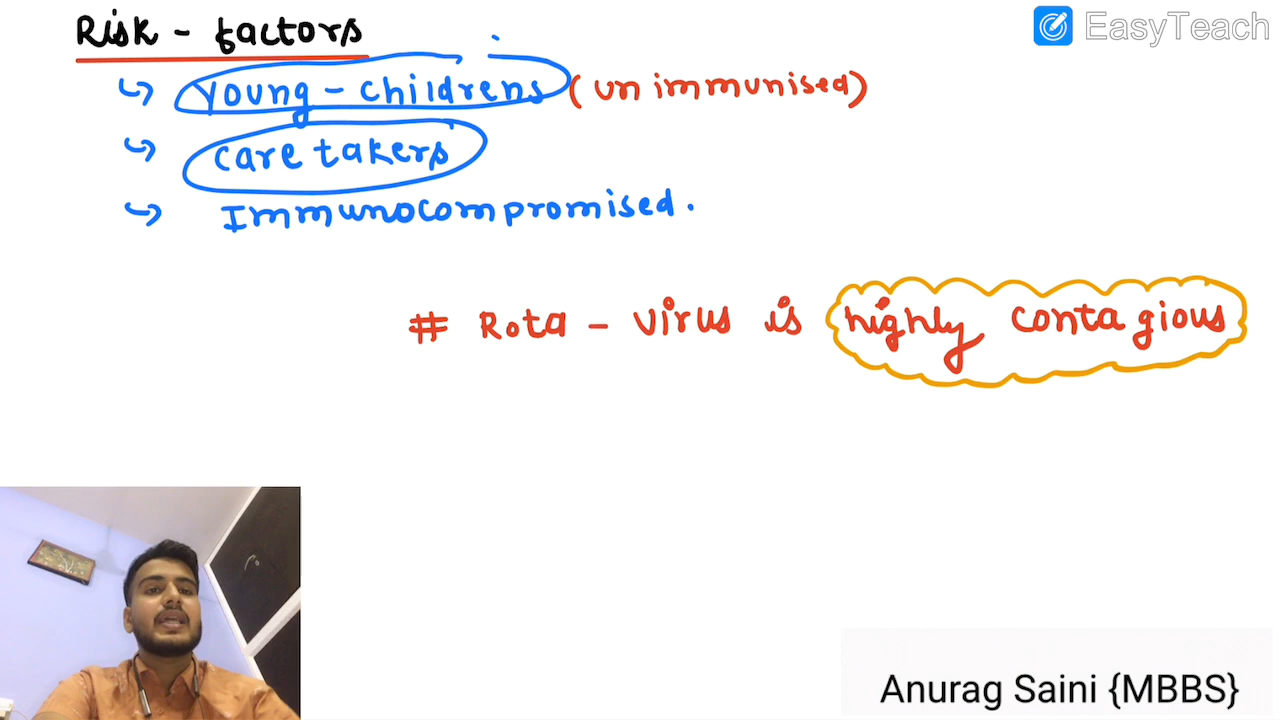 Risk - factors
EasyTeach
↳ young - childrens (unimmunised)
↳ care takers
↳ Immunocompromised.
# Rota - virus is highly contagious
Anurag Saini {MBBS}